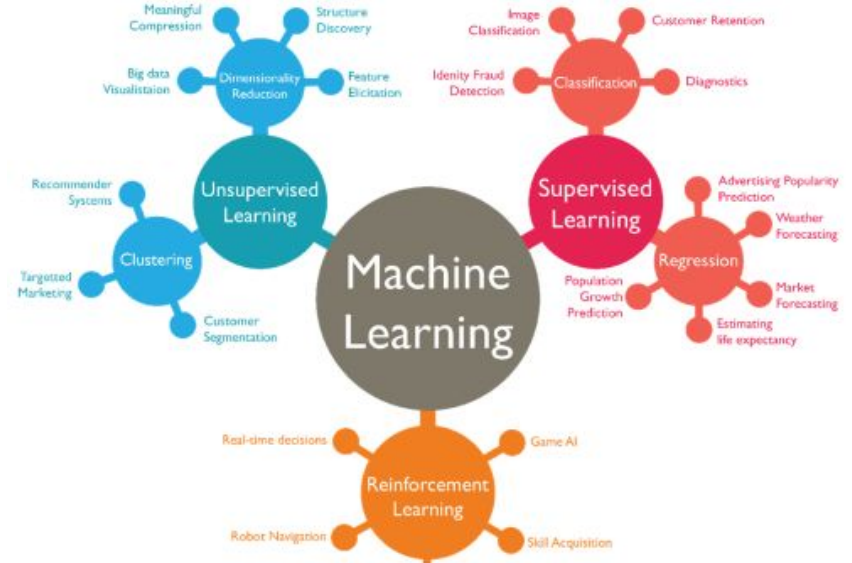 Meaningful
Compression
Structure
Discovery
Big data
Visualistaion
Dimensionality
Reduction
Feature
Elicitation
Unsupervised
Learning
Recommender
Systems
Clustering
Targetted
Marketing
Customer
Segmentation
Image
Classification
Customer Retention
Idenity Fraud
Detection
Classification
Diagnostics
Supervised
Learning
Advertising Popularity
Prediction
Weather
Forecasting
Regression
Population
Growth
Prediction
Market
Forecasting
Estimating
life expectancy
Machine
Learning
Real-time decisions
Game AI
Reinforcement
Learning
Robot Navigation
Skill Acquisition